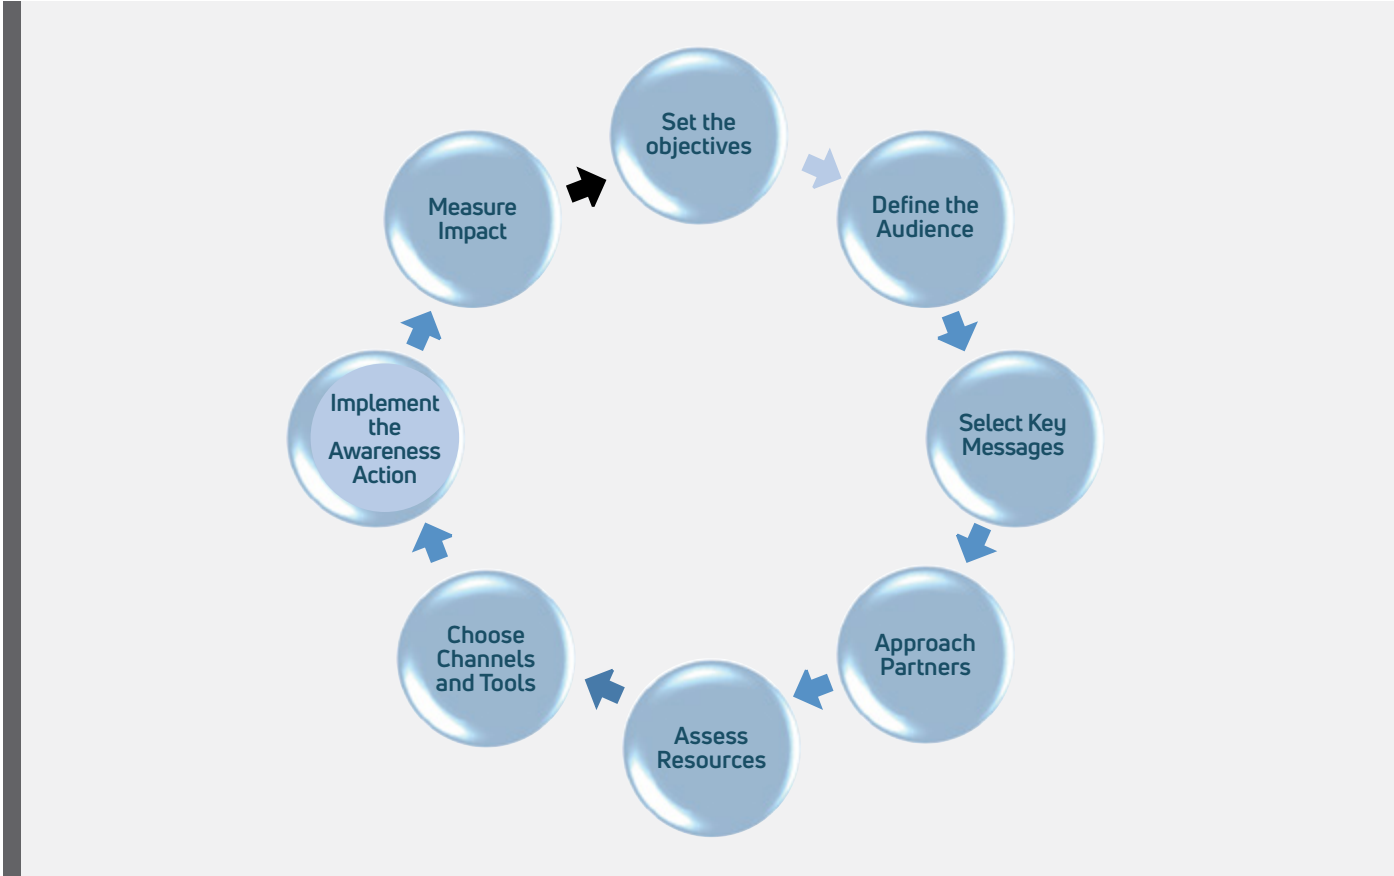 Set the
objectives
Define the
Audience
Select Key
Messages
Approach
Partners
Assess
Resources
Choose
Channels
and Tools
Implement
the
Awareness
Action
Measure
Impact